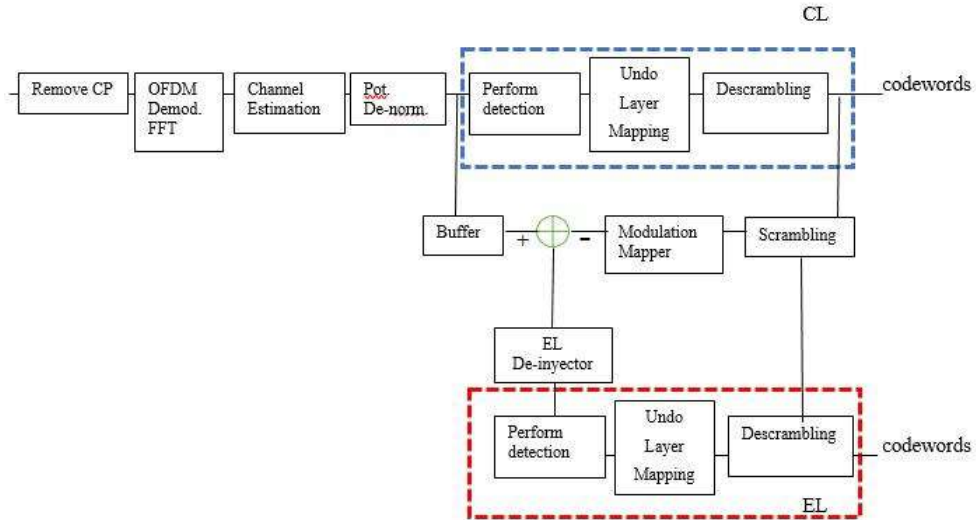 CL
Remove CP
OFDM
Demod.
FFT
Channel
Estimation
Pot.
De-norm.
Perform
detection
Undo
Layer
Mapping
Descrambling
codewords
Buffer
+
-
Modulation
Mapper
Scrambling
EL
De-inyector
Perform
detection
Undo
Layer
Mapping
Descrambling
codewords
EL